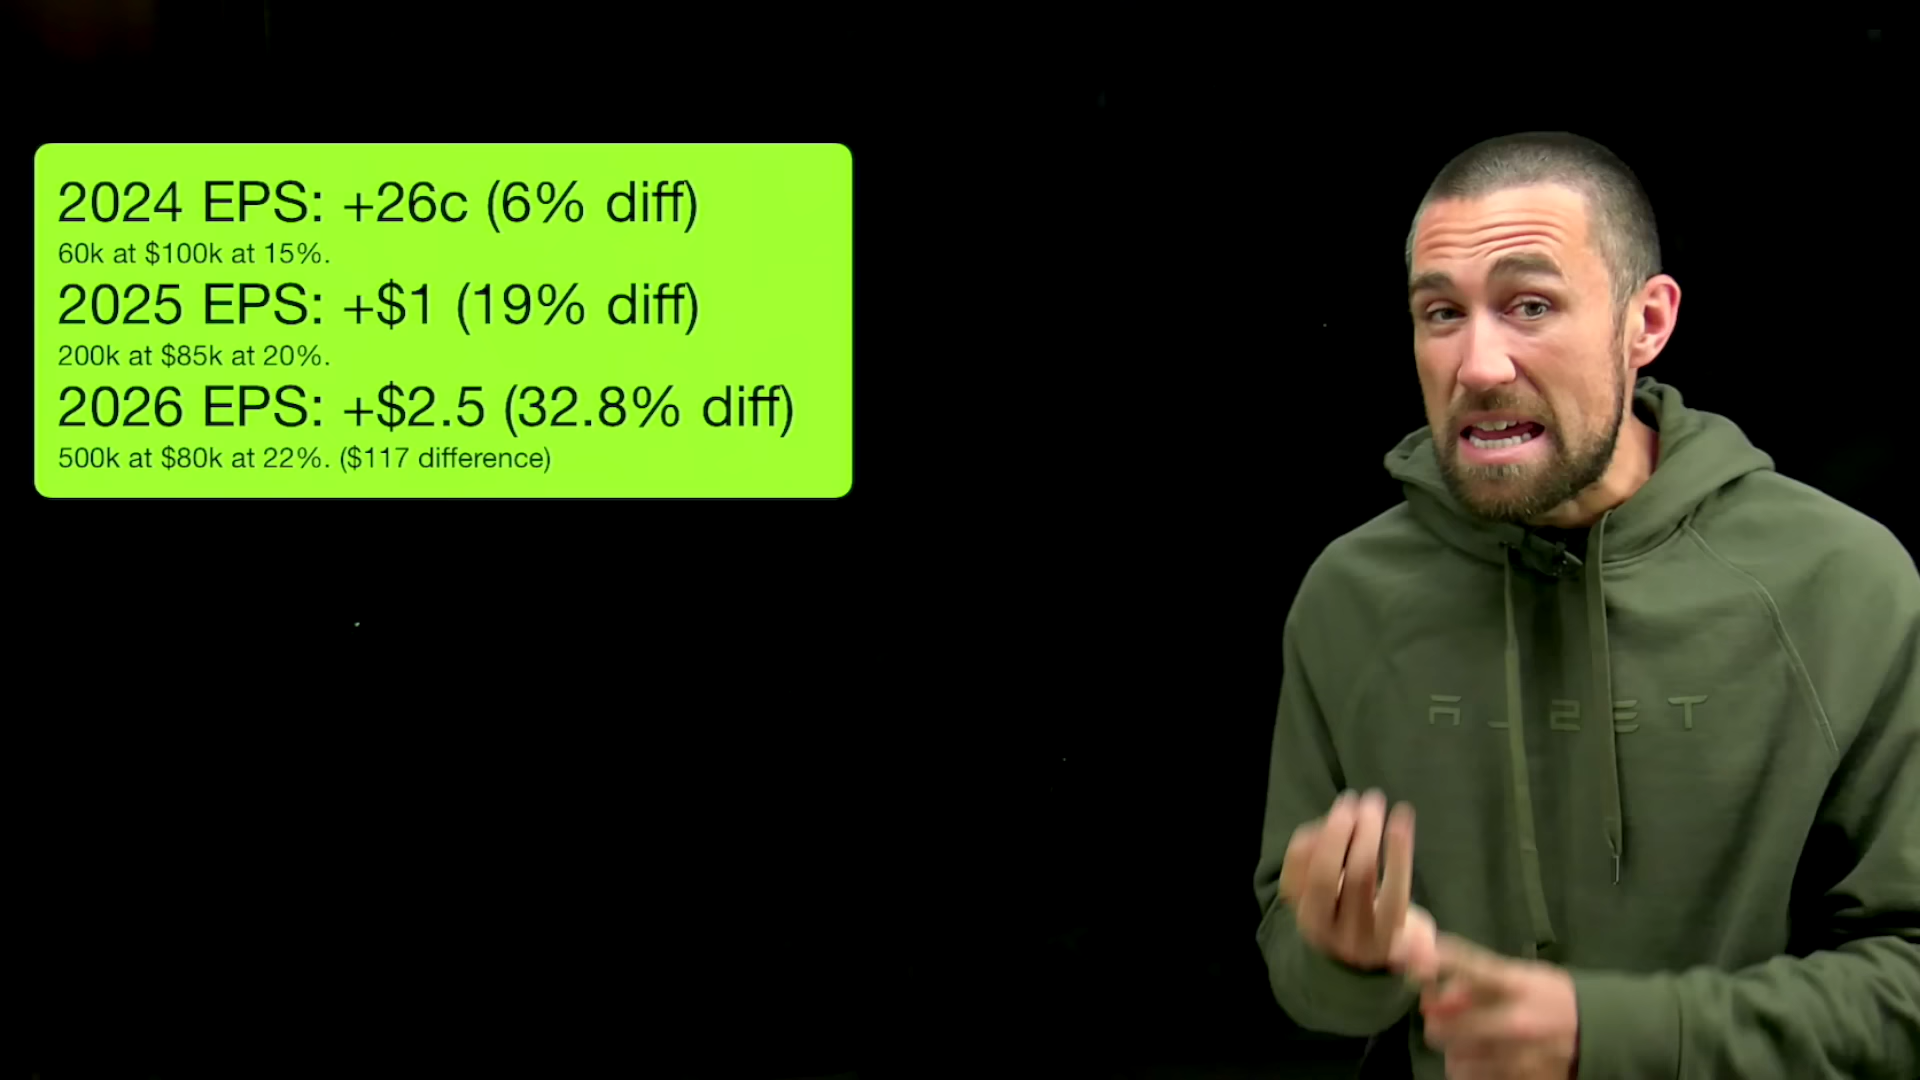 2024 EPS: +26c (6% diff)
60k at $100k at 15%.
2025 EPS: +$1 (19% diff)
200k at $85k at 20%.
2026 EPS: +$2.5 (32.8% diff)
500k at $80k at 22%. ($117 difference)